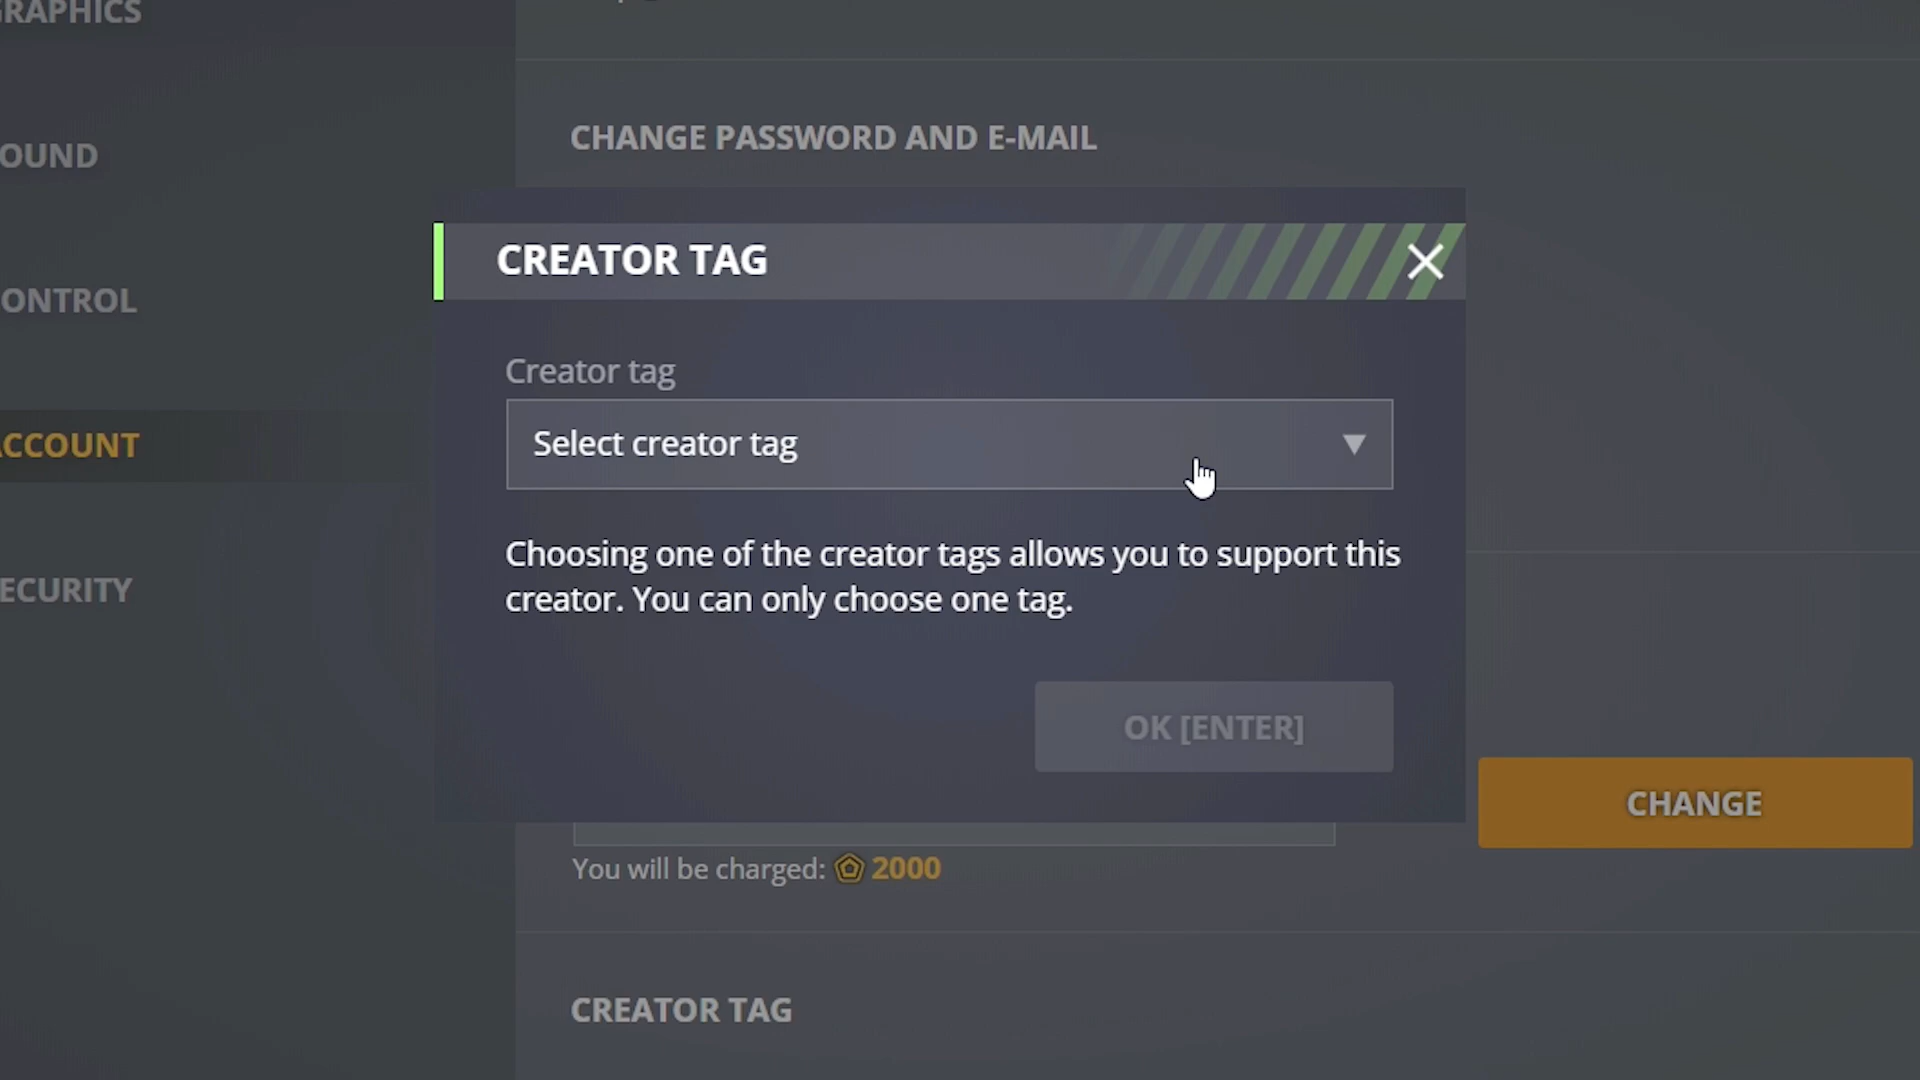 GRAPHICS
CHANGE PASSWORD AND E-MAIL
OUND
CREATOR TAG
ONTROL
Creator tag
Select creator tag
ACCOUNT
Choosing one of the creator tags allows you to support this
creator. You can only choose one tag.
ECURITY
OK [ENTER]
CHANGE
You will be charged: 2000
CREATOR TAG